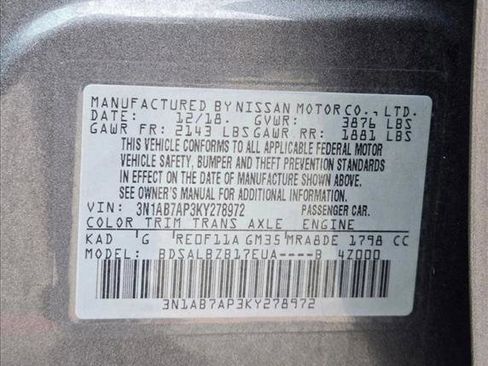 MANUFACTURED BY NISSAN MOTOR CO., LTD.
DATE: 12/18. GVWR: 3876 LBS
GAWR FR: 2143 LBS GAWR RR: 1881 LBS
THIS VEHICLE CONFORMS TO ALL APPLICABLE FEDERAL MOTOR
VEHICLE SAFETY, BUMPER AND THEFT PREVENTION STANDARDS
IN EFFECT ON THE DATE OF MANUFACTURE SHOWN ABOVE.
SEE OWNER'S MANUAL FOR ADDITIONAL INFORMATION.
VIN: 3N1AB7AP3KY278972 PASSENGER CAR.
COLOR TRIM TRANS AXLE ENGINE
KAD G RE0F11A GM35 MRA8DE 1798 CC
MODEL: BDSALBZB17EUA----B 4Z000
3N1AB7AP3KY278972